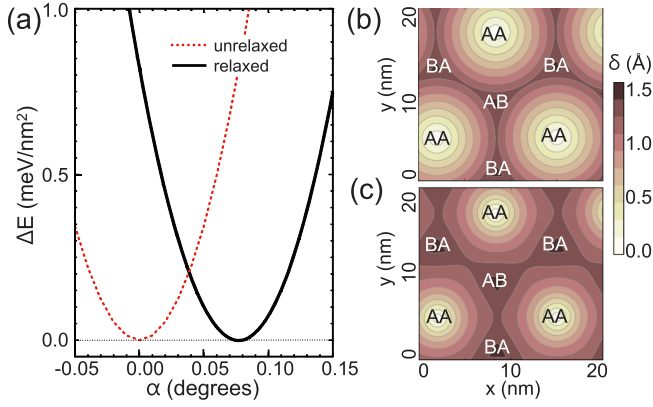 (a)
1.0
0.5
0.0
ΔE (meV/nm²)
unrelaxed
relaxed
-0.05 0.00 0.05 0.10 0.15
α (degrees)
(b)
20
10
0
y (nm)
AA
BA BA
AB
AA AA
BA
δ (Å)
1.5
1.0
0.5
0.0
(c)
20
10
0
y (nm)
AA
BA BA
AB
AA AA
BA
0 10 20
x (nm)